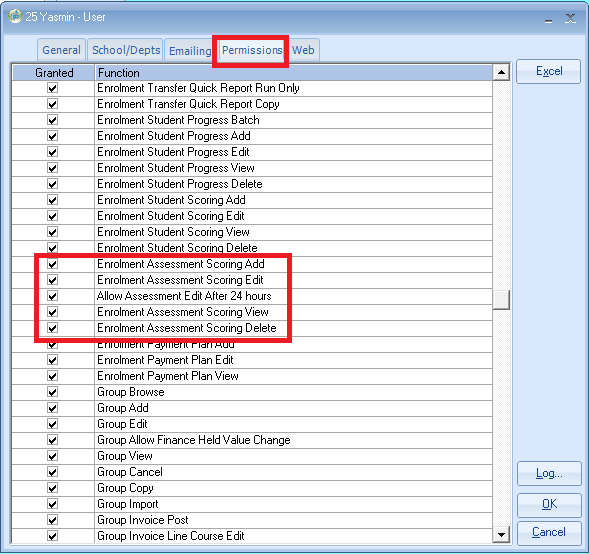 25 Yasmin - User
General School/Depts Emailing Permissions Web
Granted Function
Excel
Enrolment Transfer Quick Report Run Only
Enrolment Transfer Quick Report Copy
Enrolment Student Progress Batch
Enrolment Student Progress Add
Enrolment Student Progress Edit
Enrolment Student Progress View
Enrolment Student Progress Delete
Enrolment Student Scoring Add
Enrolment Student Scoring Edit
Enrolment Student Scoring View
Enrolment Student Scoring Delete
Enrolment Assessment Scoring Add
Enrolment Assessment Scoring Edit
Allow Assessment Edit After 24 hours
Enrolment Assessment Scoring View
Enrolment Assessment Scoring Delete
Enrolment Payment Plan Add
Enrolment Payment Plan Edit
Enrolment Payment Plan View
Group Browse
Group Add
Group Edit
Group Allow Finance Held Value Change
Group View
Group Cancel
Group Copy
Group Import
Group Invoice Post
Group Invoice Line Course Edit
Log...
OK
Cancel